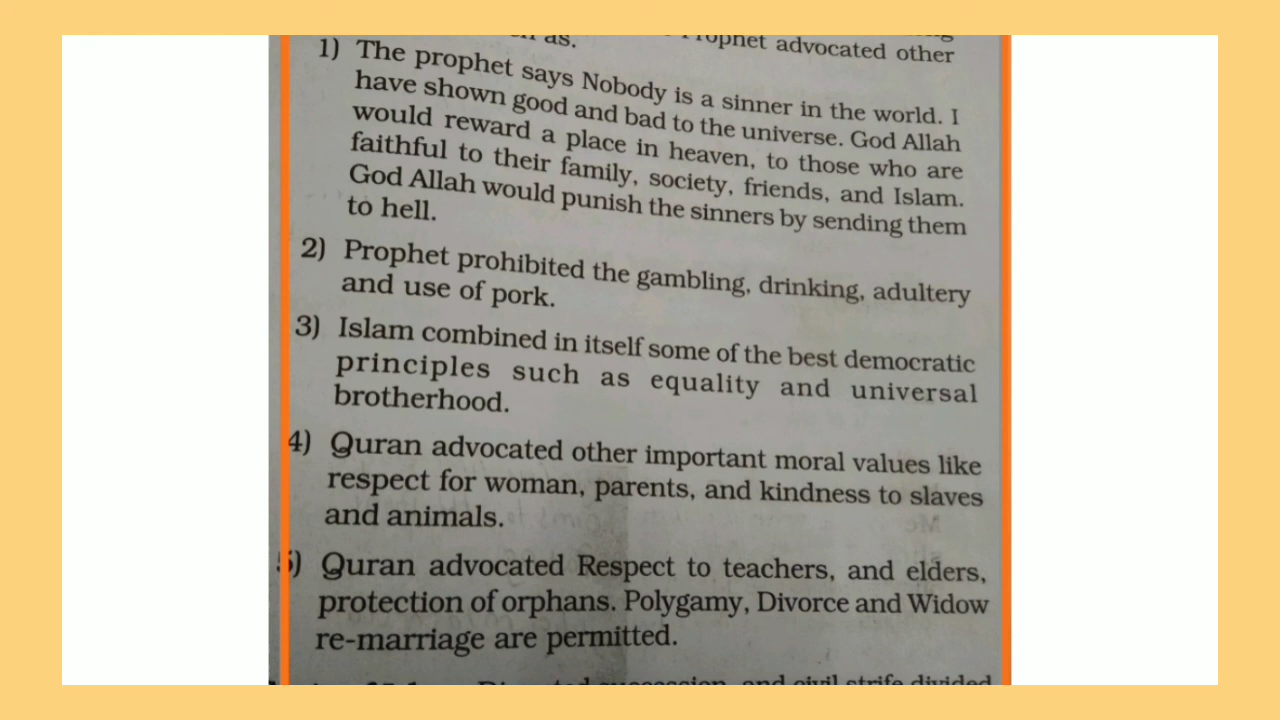 as. Prophet advocated other
1) The prophet says Nobody is a sinner in the world. I
have shown good and bad to the universe. God Allah
would reward a place in heaven, to those who are
faithful to their family, society, friends, and Islam.
God Allah would punish the sinners by sending them
to hell.
2) Prophet prohibited the gambling, drinking, adultery
and use of pork.
3) Islam combined in itself some of the best democratic
principles such as equality and universal
brotherhood.
4) Quran advocated other important moral values like
respect for woman, parents, and kindness to slaves
and animals.
5) Quran advocated Respect to teachers, and elders,
protection of orphans. Polygamy, Divorce and Widow
re-marriage are permitted.
succession, and civil strife divided